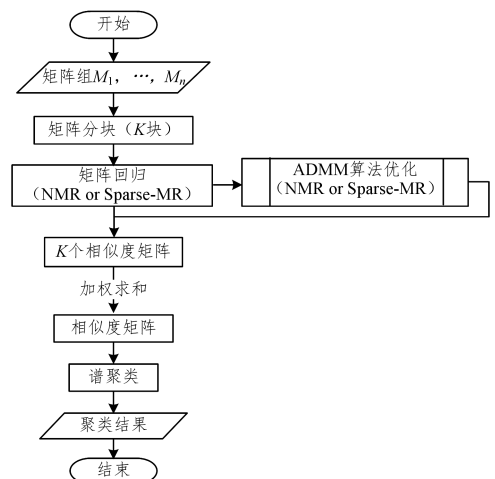 开始
矩阵组M1，…，Mn
矩阵分块（K块）
矩阵回归
（NMR or Sparse-MR）
ADMM算法优化
（NMR or Sparse-MR）
K个相似度矩阵
加权求和
相似度矩阵
谱聚类
聚类结果
结束